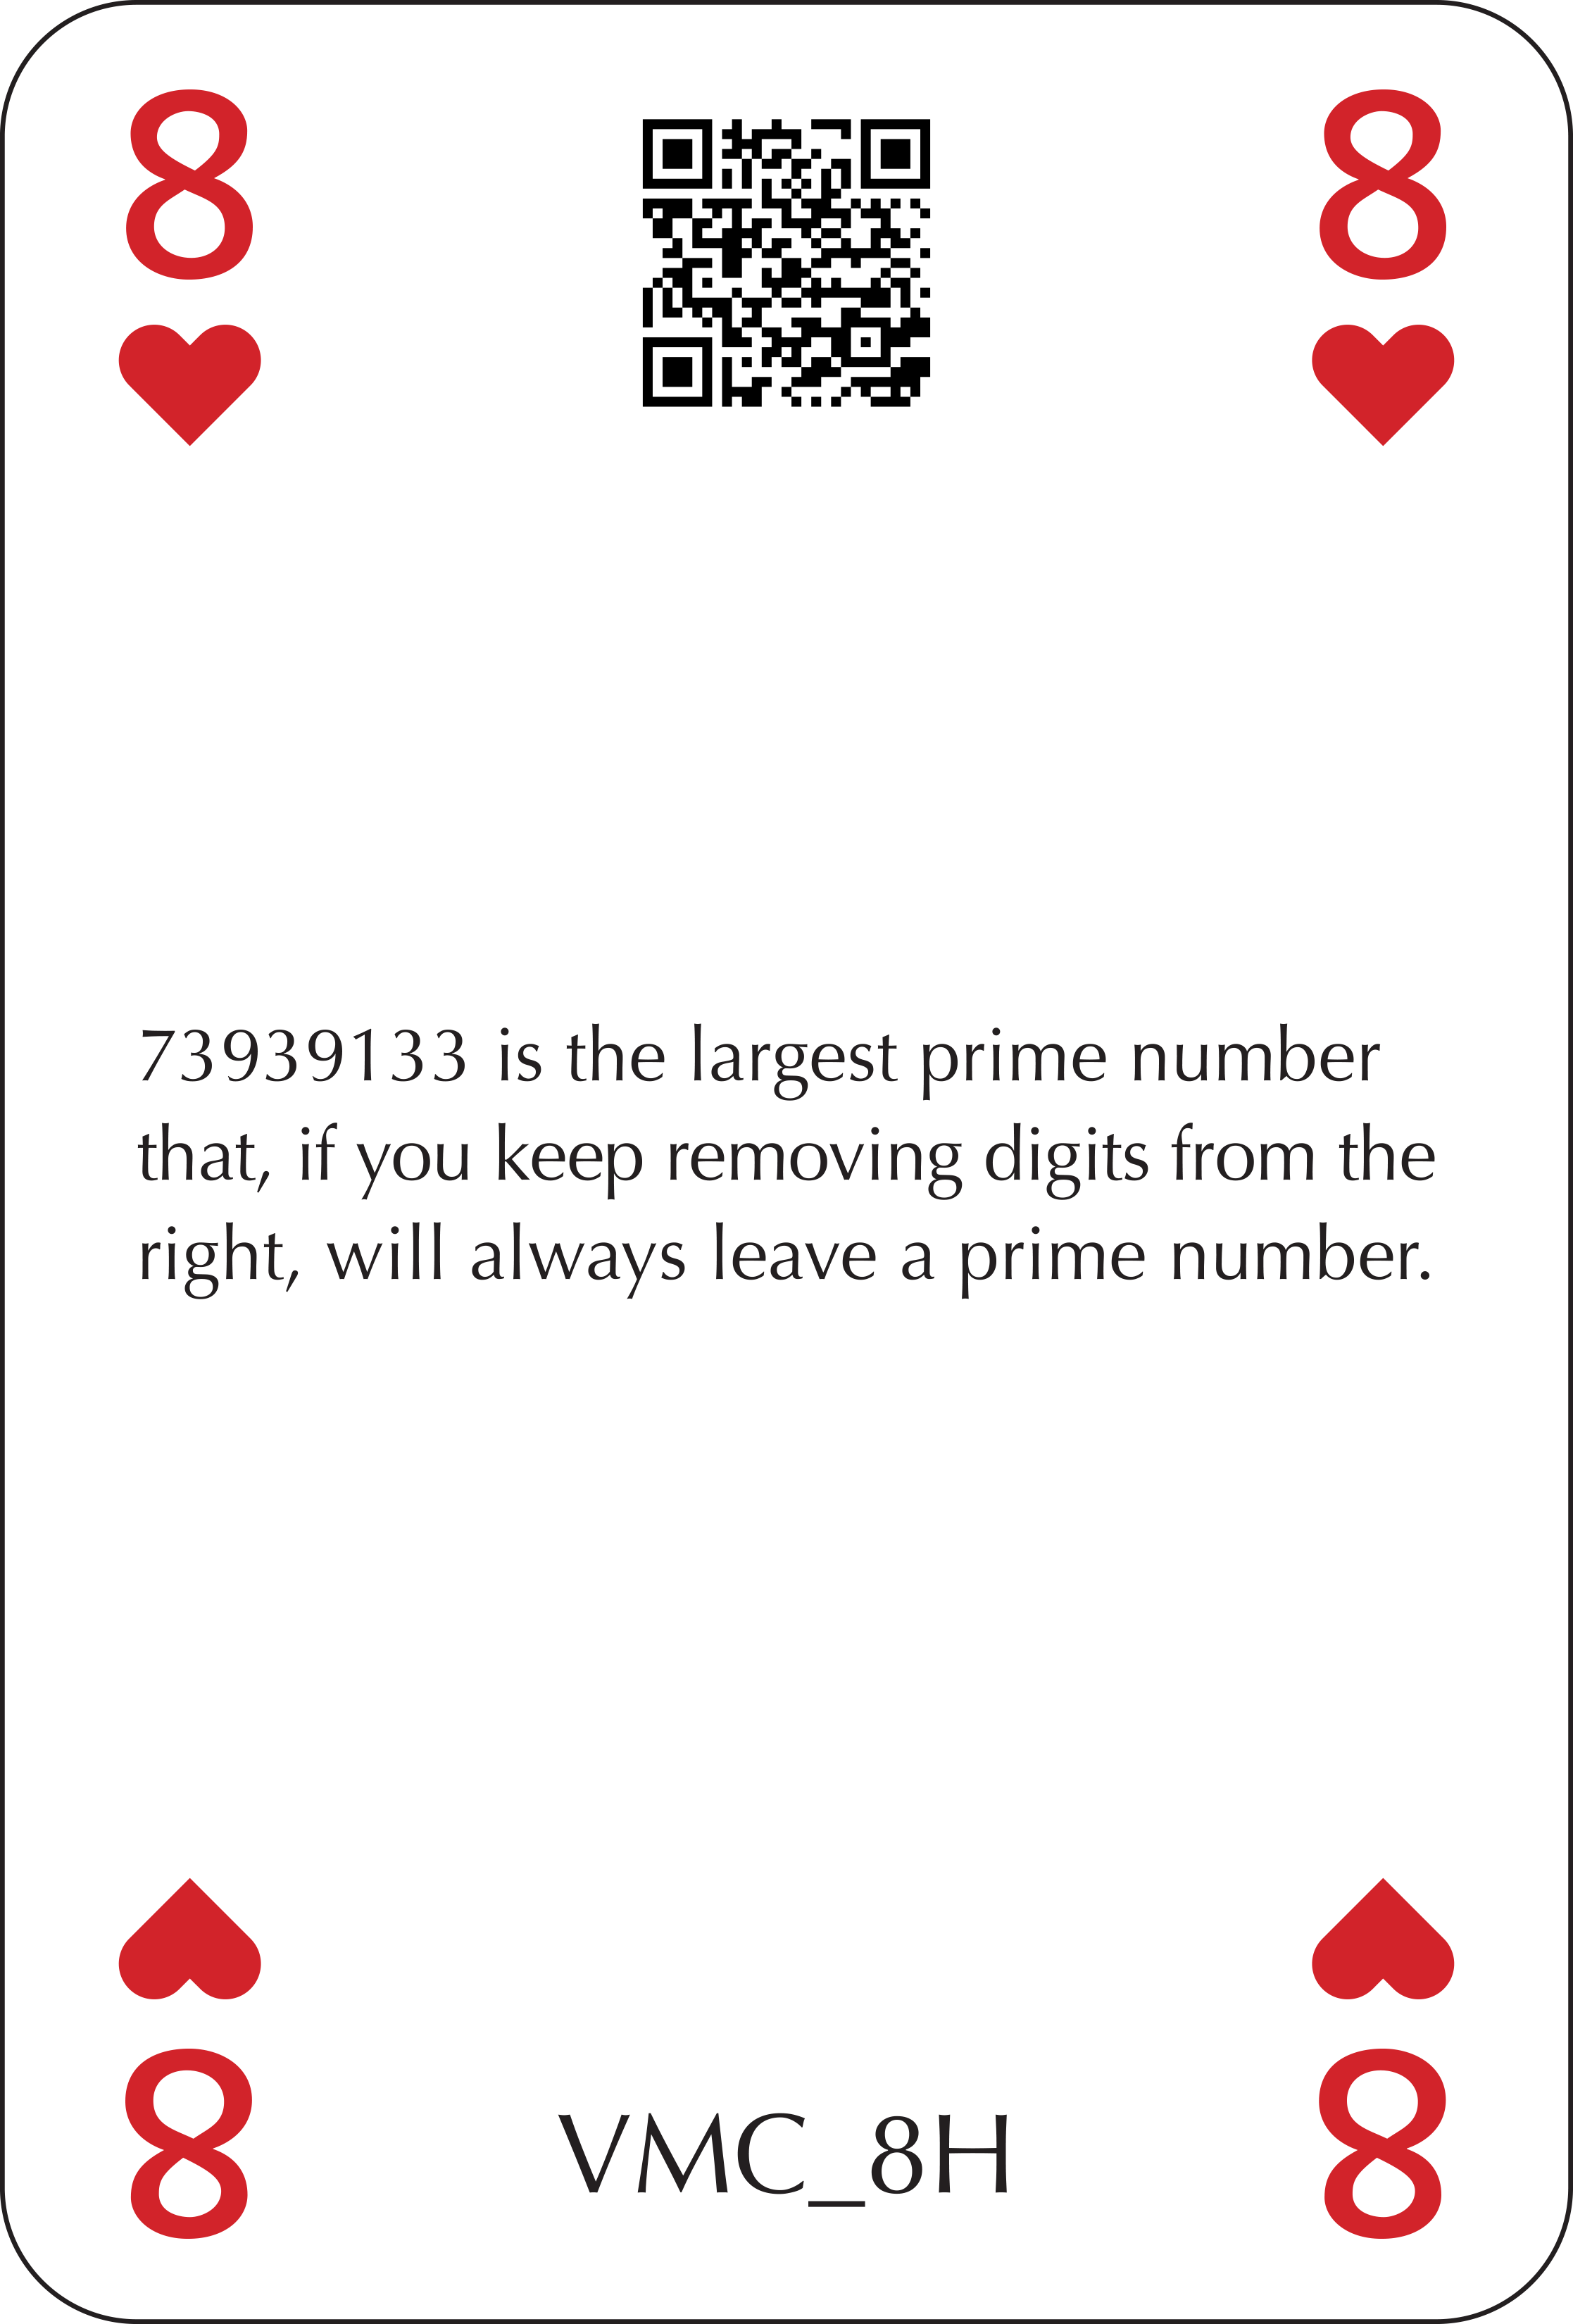 8 8
73939133 is the largest prime number
that, if you keep removing digits from the
right, will always leave a prime number.
8 VMC_8H 8